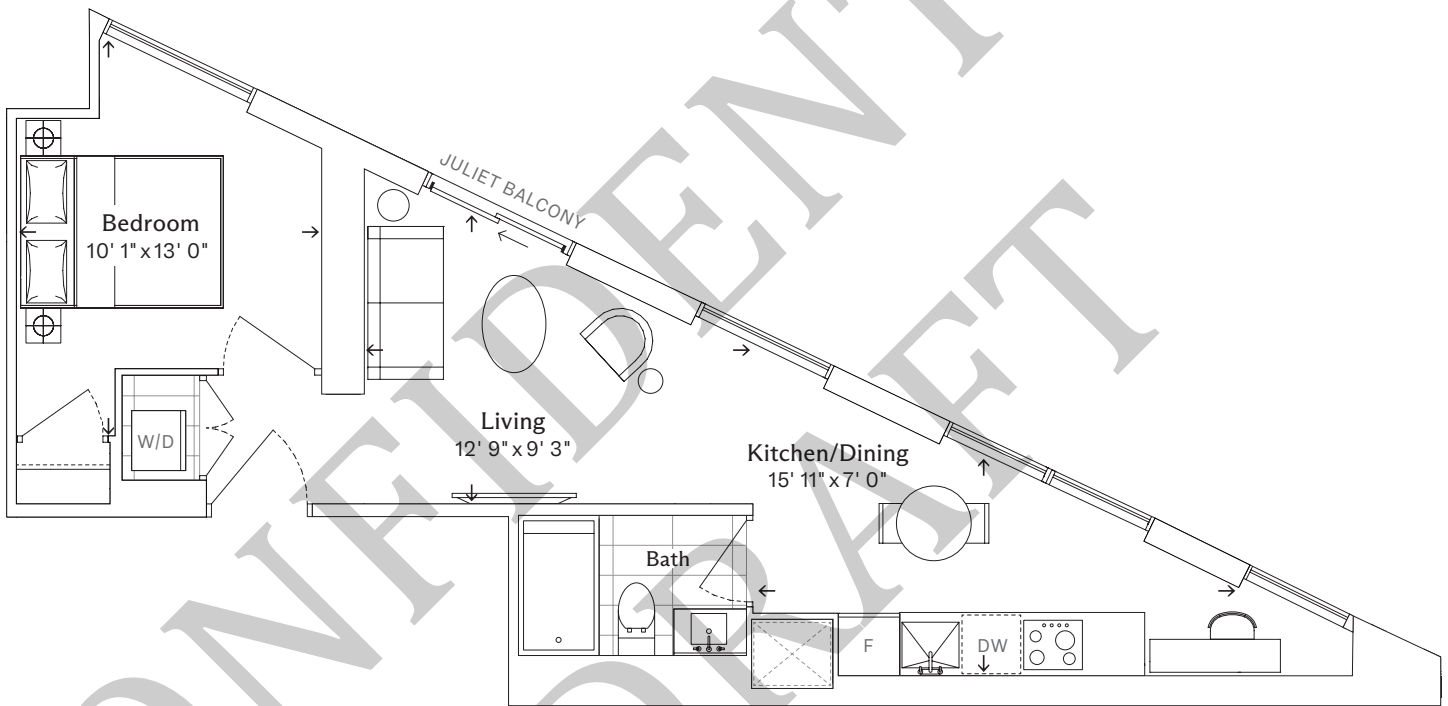 JULIET BALCONY
Bedroom
10' 1" x 13' 0"
W/D
Living
12' 9" x 9' 3"
Kitchen/Dining
15' 11" x 7' 0"
Bath
F
DW
ONFIDENT
DRAFT